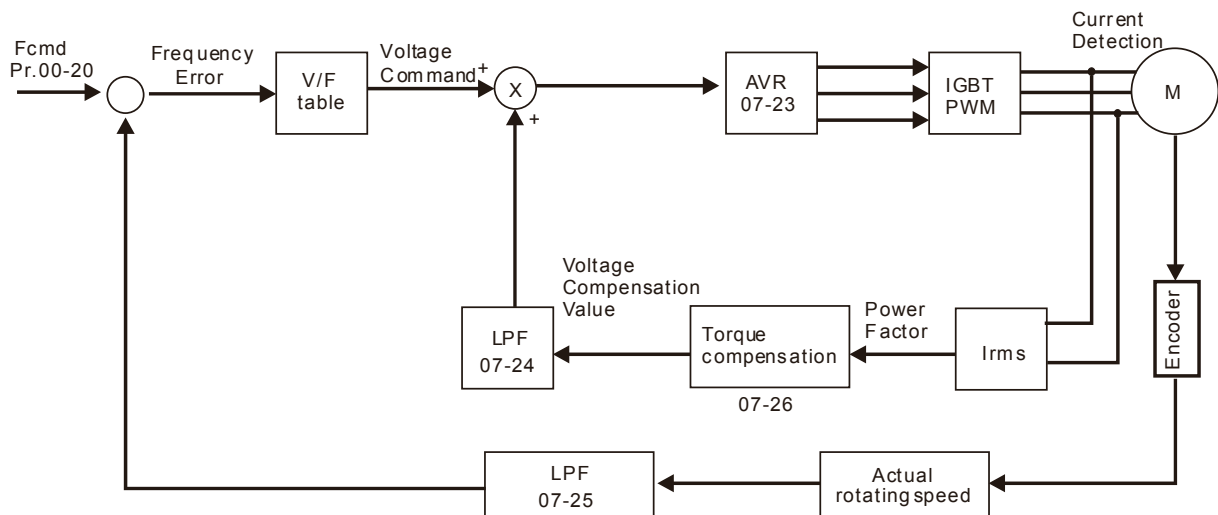 Fcmd
Pr.00-20
Frequency
Error
V/F
table
Voltage
Command
+
X
+
AVR
07-23
IGBT
PWM
Current
Detection
M
Encoder
Irms
Power
Factor
Torque
compensation
07-26
Voltage
Compensation
Value
LPF
07-24
Actual
rotating speed
LPF
07-25